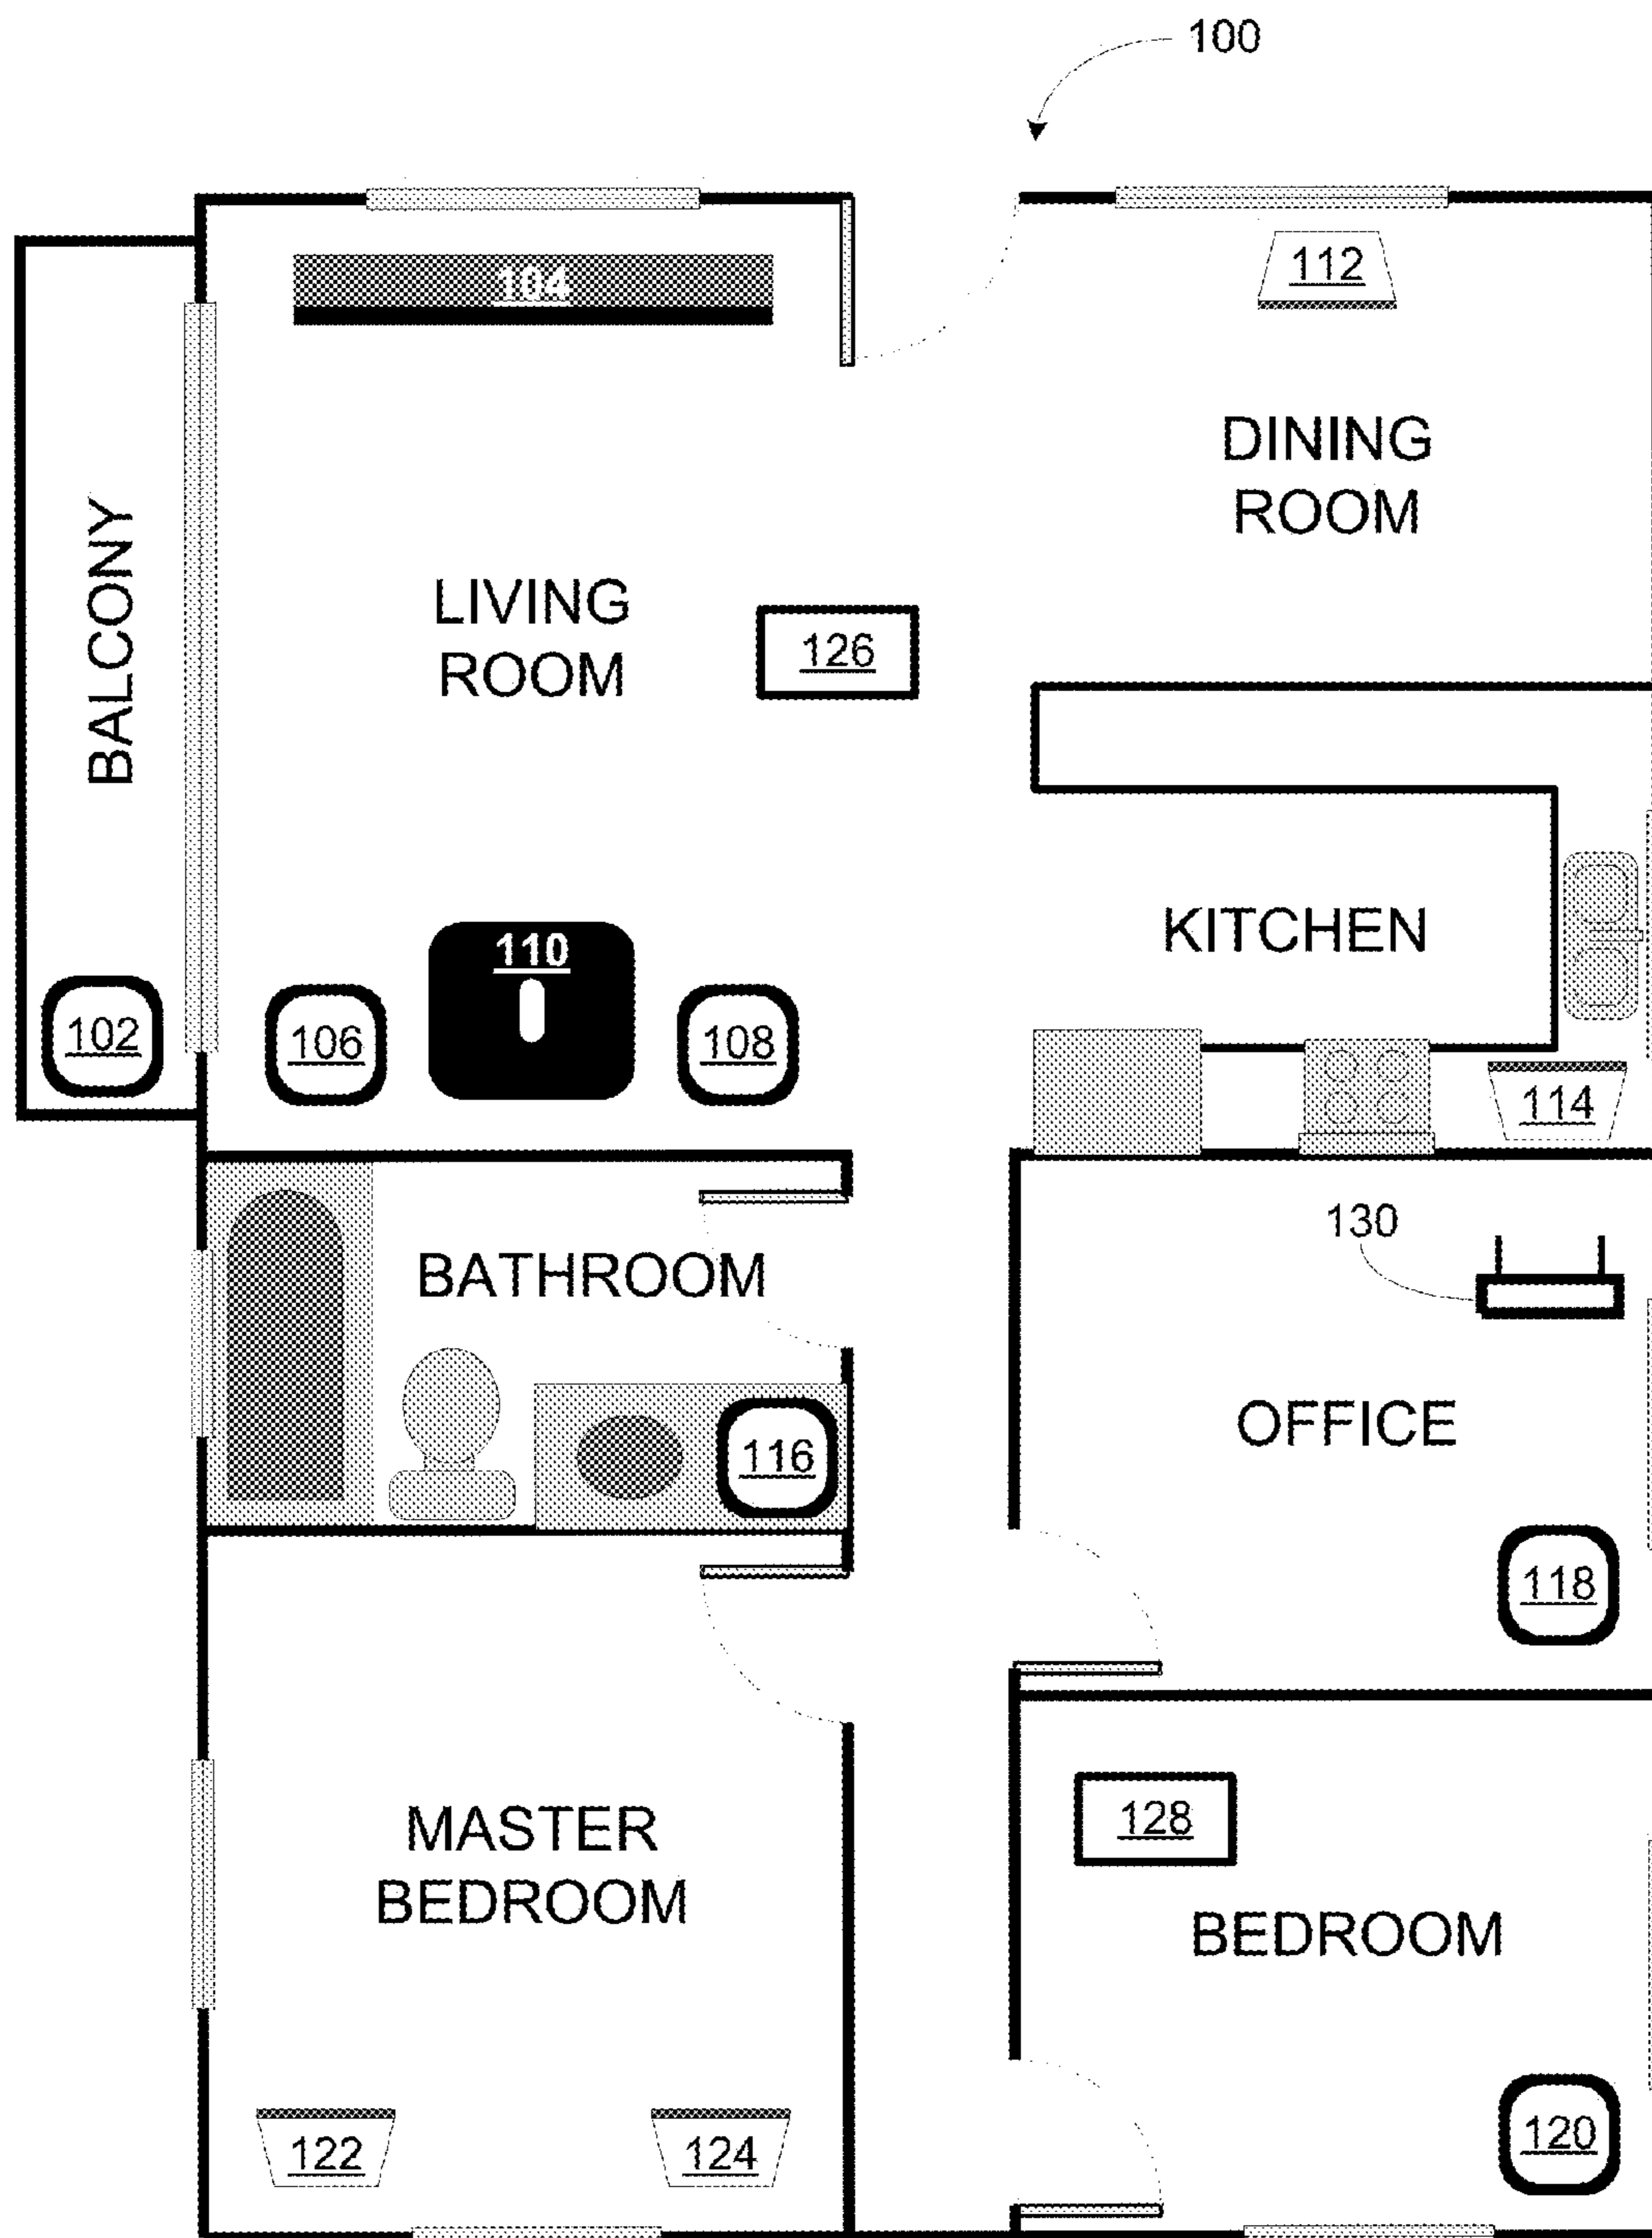 100
104
112
DINING
ROOM
BALCONY
LIVING
ROOM
126
KITCHEN
110
102
106
108
114
130
BATHROOM
OFFICE
116
118
MASTER
BEDROOM
128
BEDROOM
122
124
120